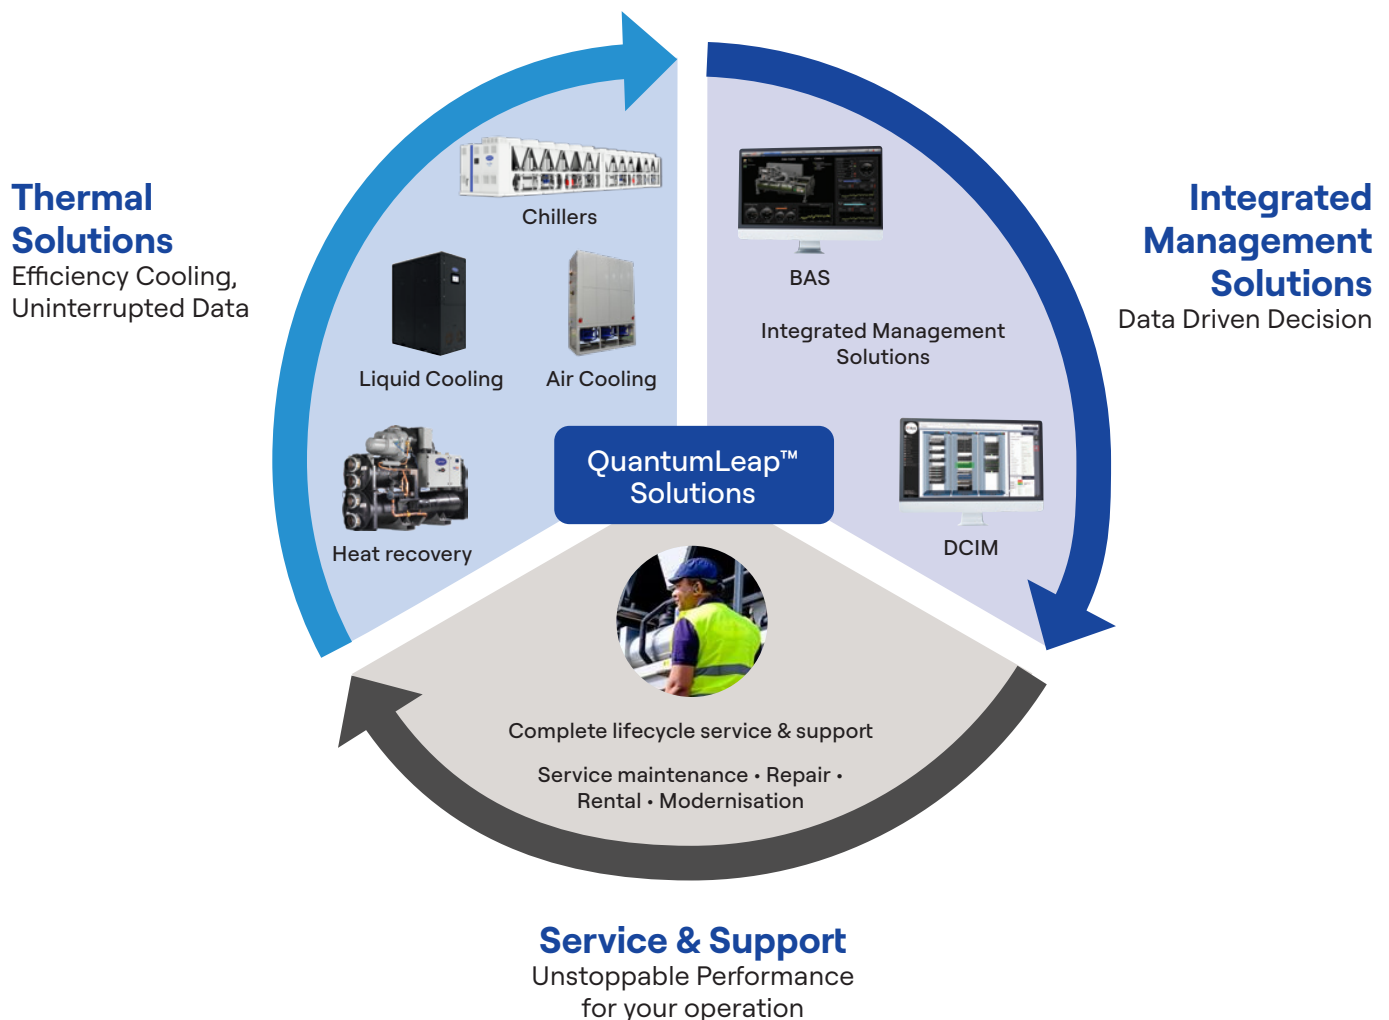 Thermal
Solutions
Efficiency Cooling,
Uninterrupted Data
Chillers
Liquid Cooling
Air Cooling
Heat recovery
QuantumLeap™
Solutions
BAS
Integrated Management
Solutions
DCIM
Integrated
Management
Solutions
Data Driven Decision
Complete lifecycle service & support
Service maintenance • Repair •
Rental • Modernisation
Service & Support
Unstoppable Performance
for your operation